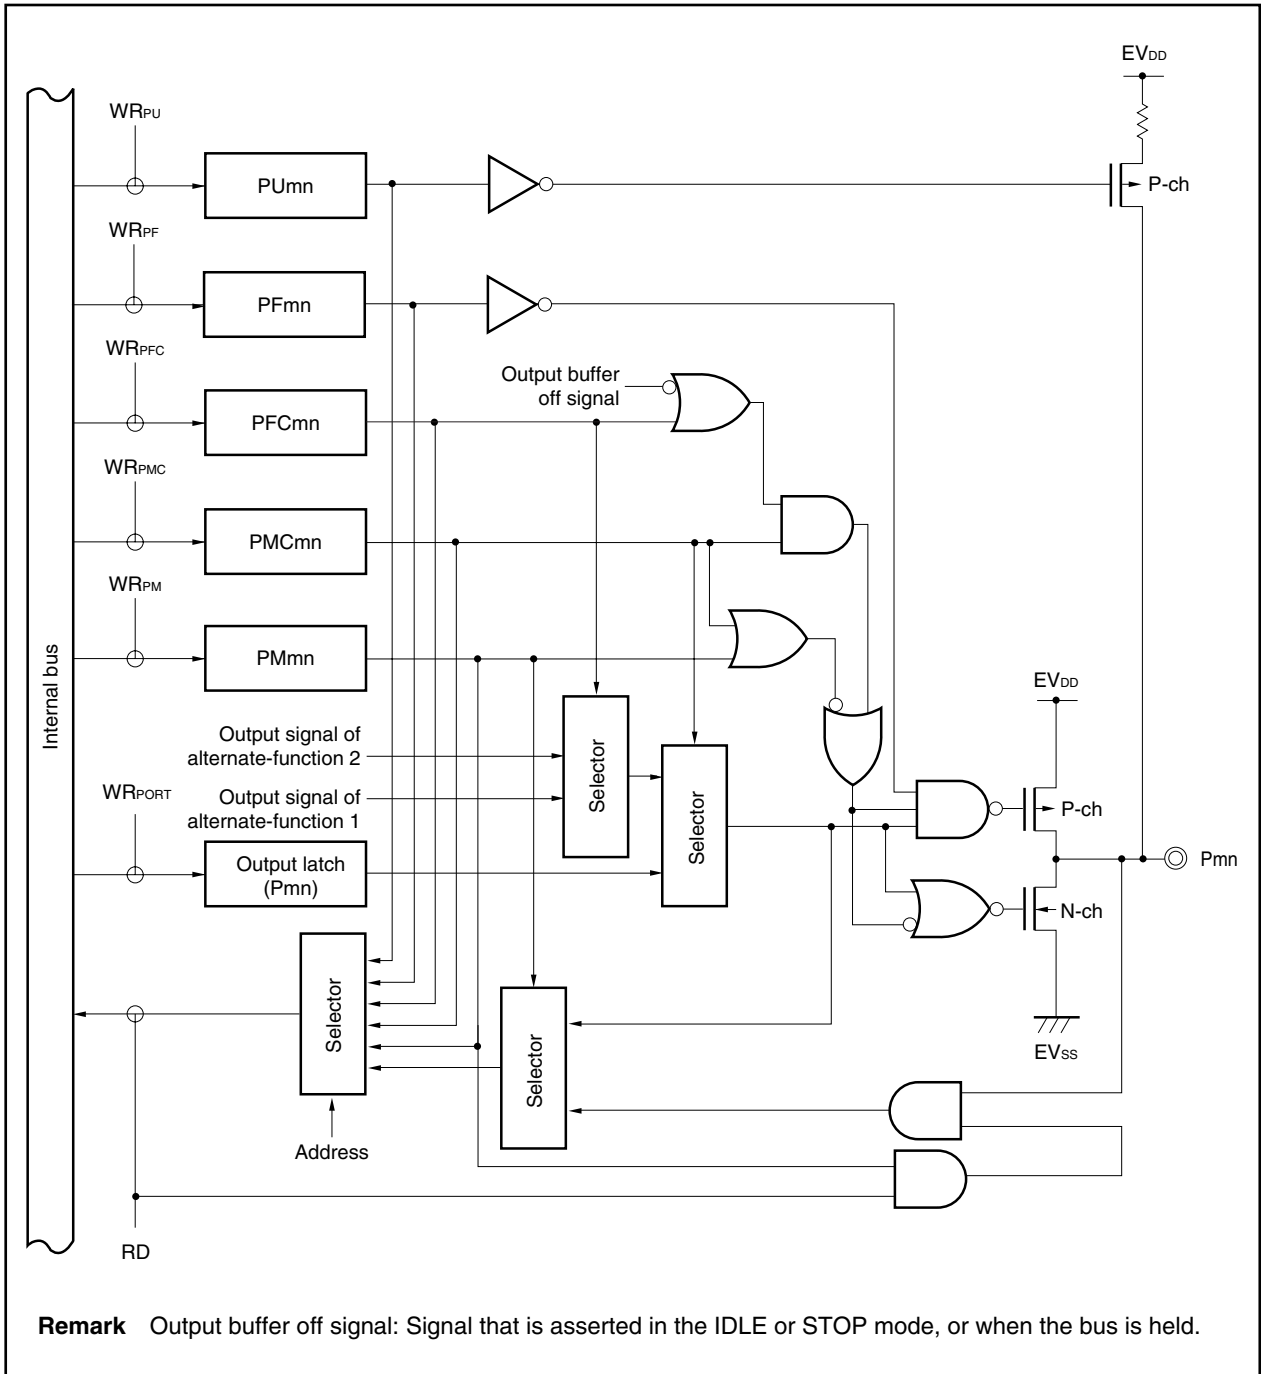 EVDD
WRPU
PUmn
P-ch
WRPF
PFmn
WRPFC
Output buffer
off signal
PFCmn
WRPMC
PMCmn
WRPM
PMmn
Internal bus
EVDD
Output signal of
alternate-function 2
Selector
Selector
WRPORT
Output signal of
alternate-function 1
P-ch
Output latch
(Pmn)
Pmn
N-ch
Selector
Selector
EVSS
Address
RD
Remark Output buffer off signal: Signal that is asserted in the IDLE or STOP mode, or when the bus is held.